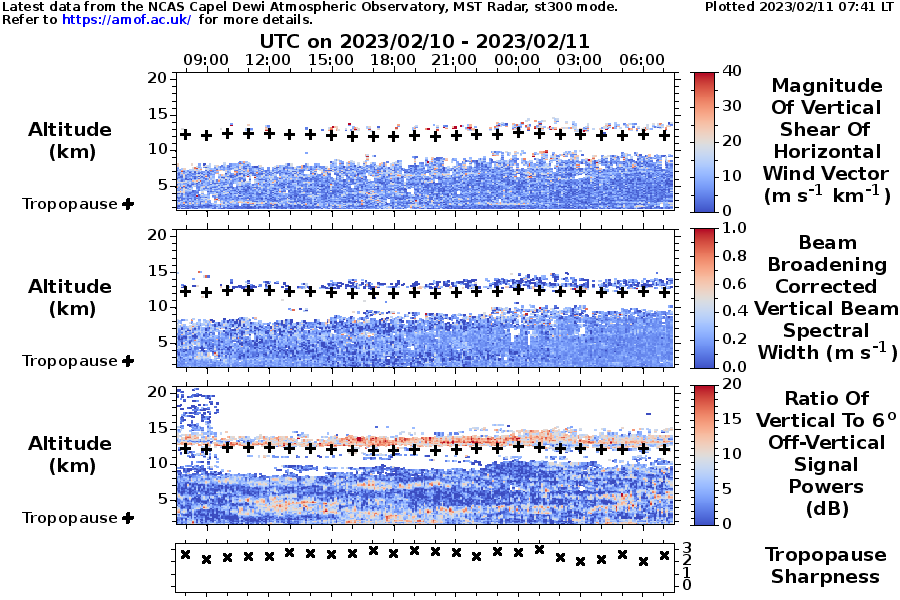 Latest data from the NCAS Capel Dewi Atmospheric Observatory, MST Radar, st300 mode.
Plotted 2023/02/11 07:41 LT
Refer to https://amof.ac.uk/ for more details.
UTC on 2023/02/10 - 2023/02/11
09:00 12:00 15:00 18:00 21:00 00:00 03:00 06:00
20
15
10
5
Altitude
(km)
Tropopause
40
30
20
10
0
Magnitude
Of Vertical
Shear Of
Horizontal
Wind Vector
(m s-1 km-1)
20
15
10
5
Altitude
(km)
Tropopause
1.0
0.8
0.6
0.4
0.2
0.0
Beam
Broadening
Corrected
Vertical Beam
Spectral
Width (m s-1)
20
15
10
5
Altitude
(km)
Tropopause
20
15
10
5
0
Ratio Of
Vertical To 6o
Off-Vertical
Signal
Powers
(dB)
3
2
1
0
Tropopause
Sharpness